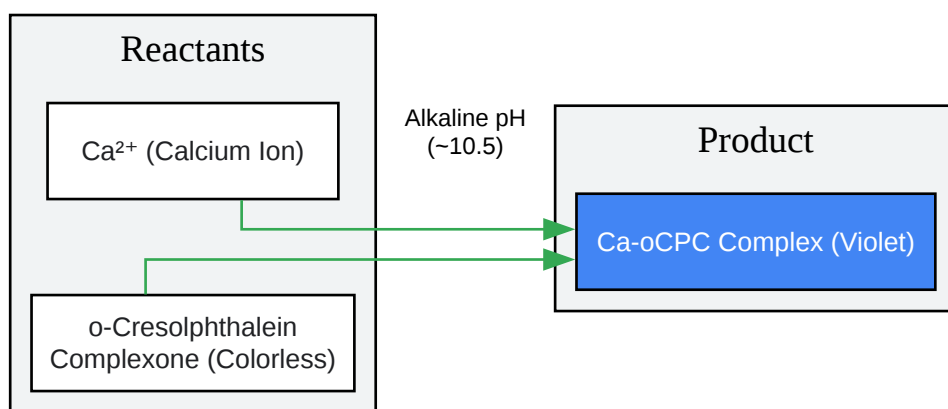 Reactants
Ca²⁺ (Calcium Ion)
o-Cresolphthalein
Complexone (Colorless)
Alkaline pH
(~10.5)
Product
Ca-oCPC Complex (Violet)